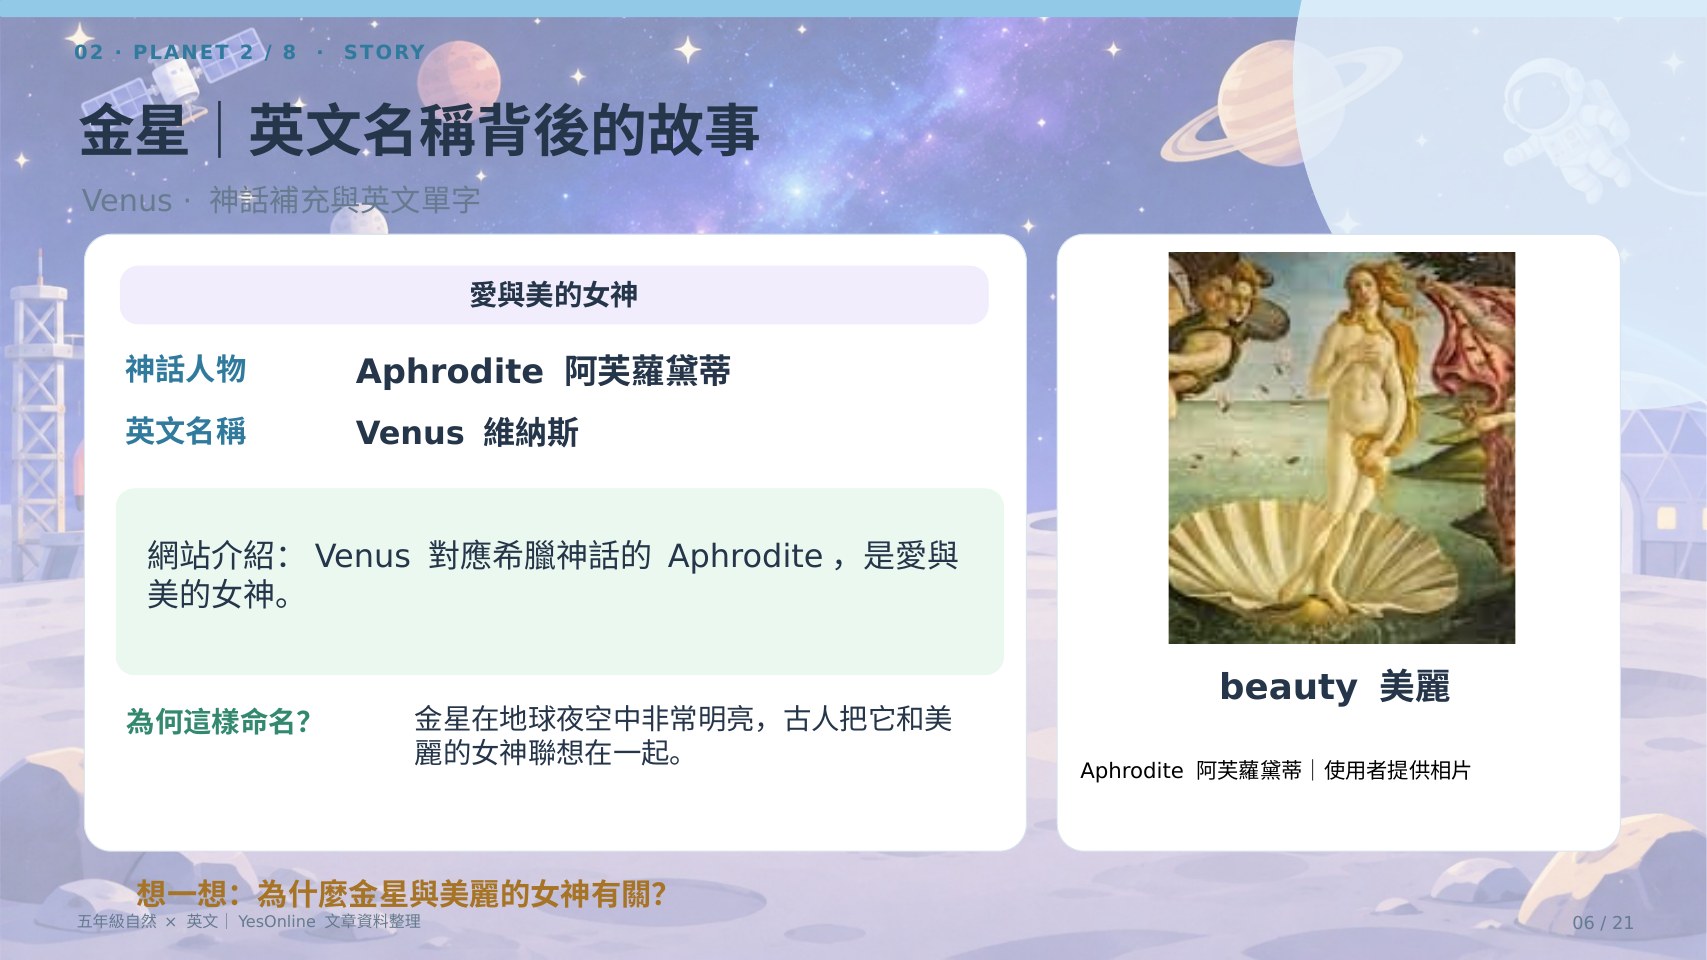 02 · PLANET 2 / 8 · STORY
金星｜英文名稱背後的故事
Venus · 神話補充與英文單字
愛與美的女神
神話人物 Aphrodite 阿芙蘿黛蒂
英文名稱 Venus 維納斯
網站介紹： Venus 對應希臘神話的 Aphrodite，是愛與
美的女神。
為何這樣命名？ 金星在地球夜空中非常明亮，古人把它和美
麗的女神聯想在一起。
beauty 美麗
Aphrodite 阿芙蘿黛蒂｜使用者提供相片
想一想：為什麼金星與美麗的女神有關？
五年級自然 × 英文｜YesOnline 文章資料整理
06 / 21